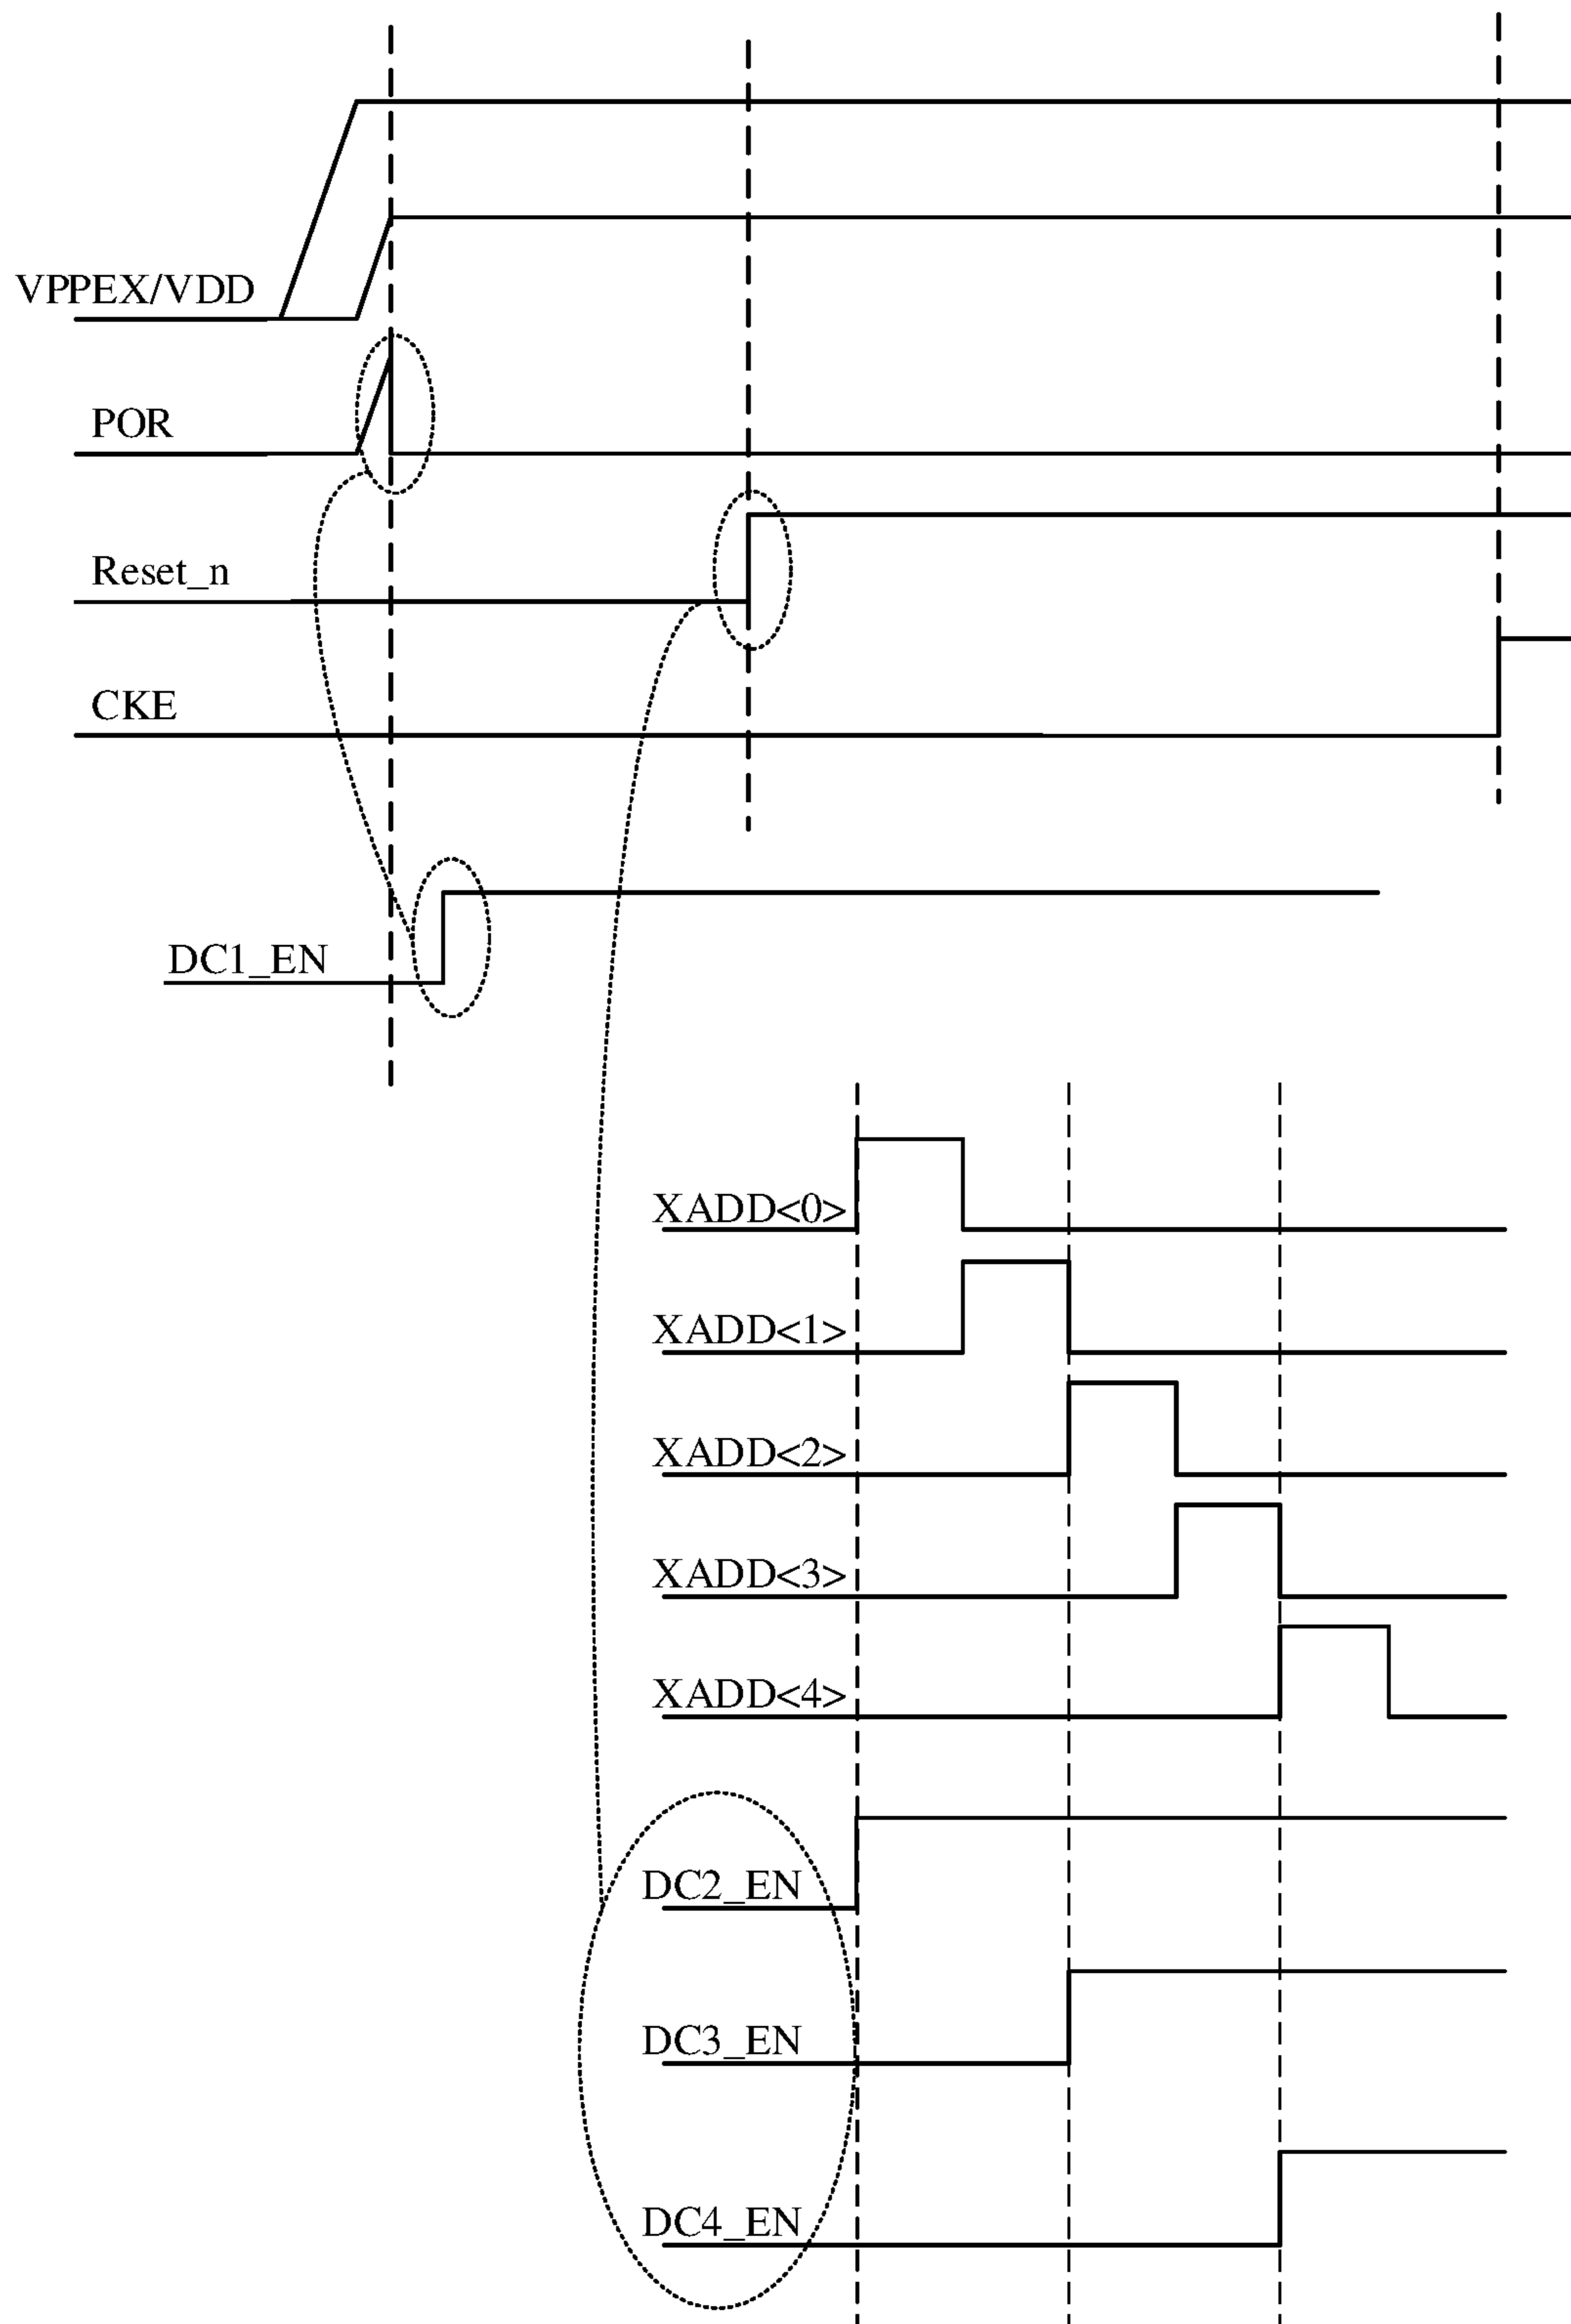 VPPEX/VDD
POR
Reset_n
CKE
DC1_EN
XADD<0>
XADD<1>
XADD<2>
XADD<3>
XADD<4>
DC2_EN
DC3_EN
DC4_EN